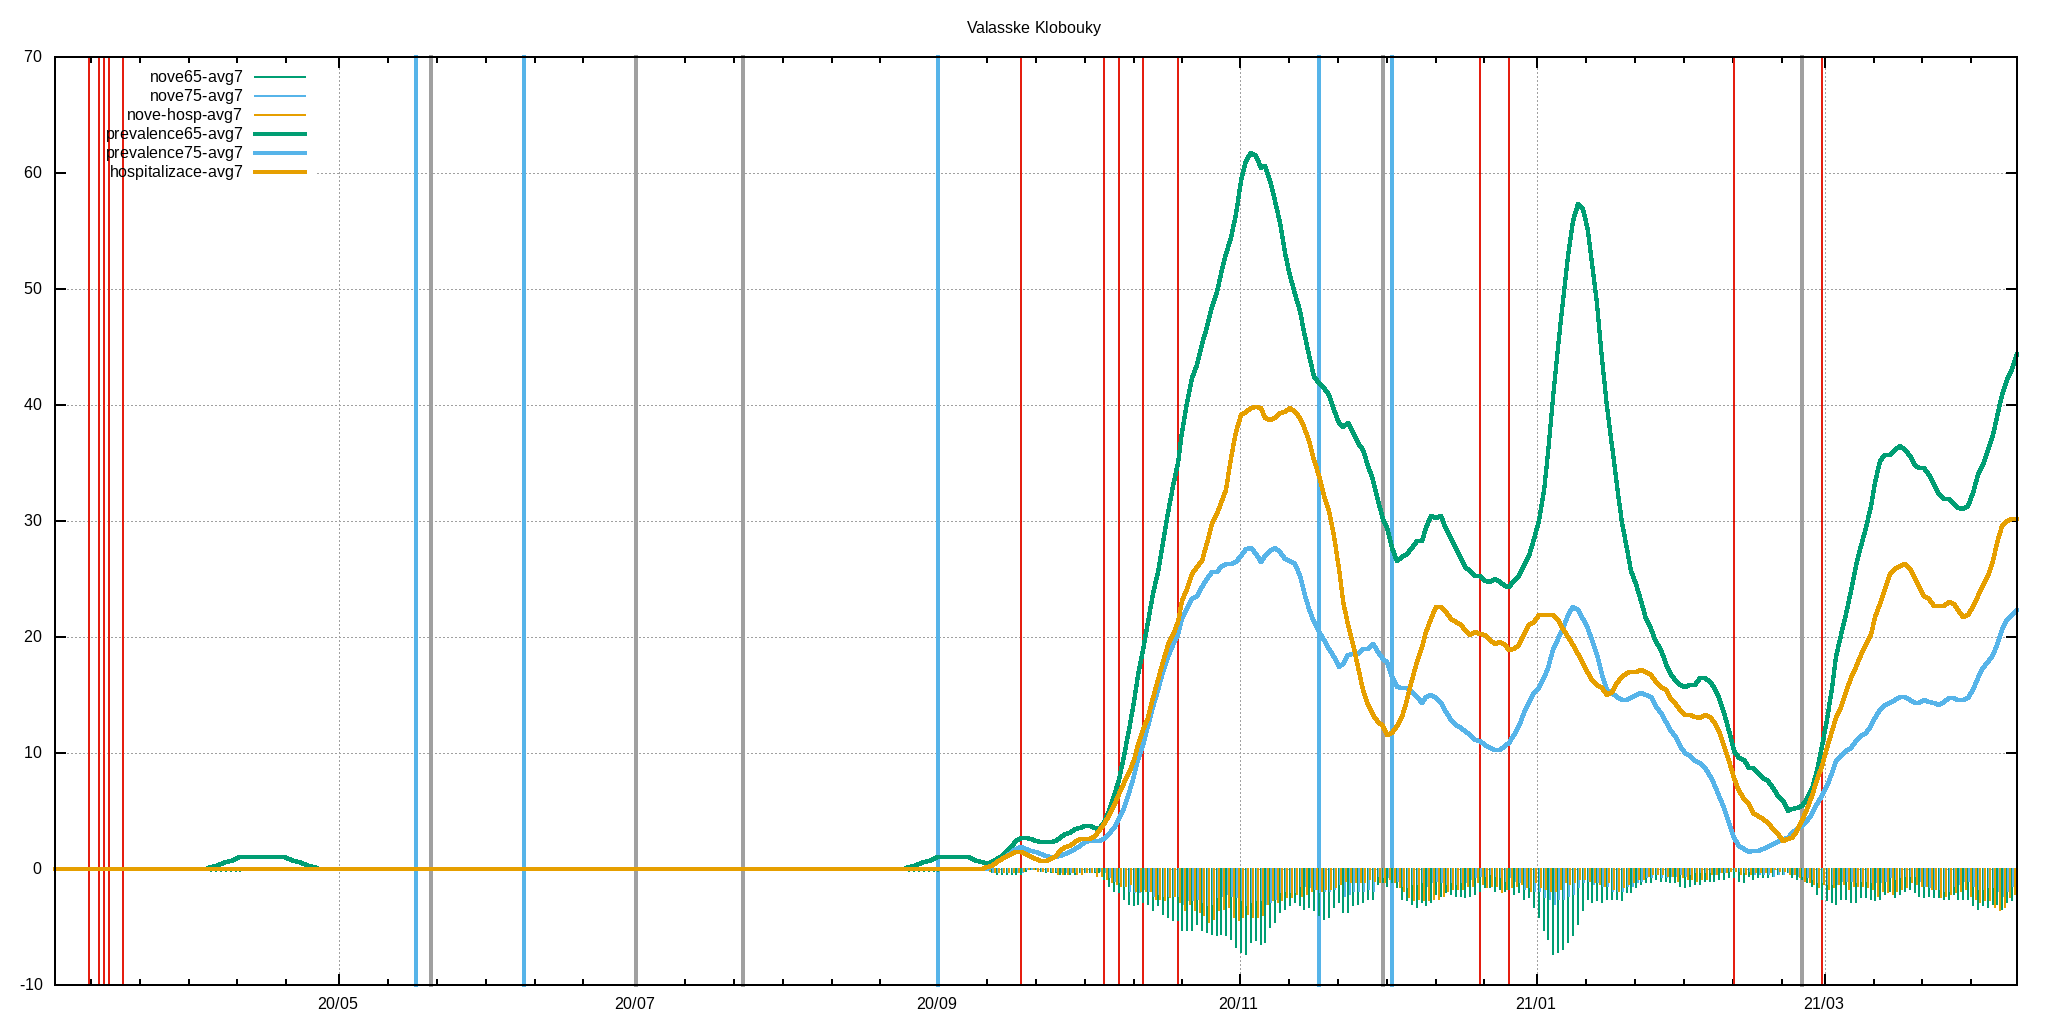 Valasske Klobouky
70
60
50
40
30
20
10
0
-10
nove65-avg7
nove75-avg7
nove-hosp-avg7
prevalence65-avg7
prevalence75-avg7
hospitalizace-avg7
20/05 20/07 20/09 20/11 21/01 21/03